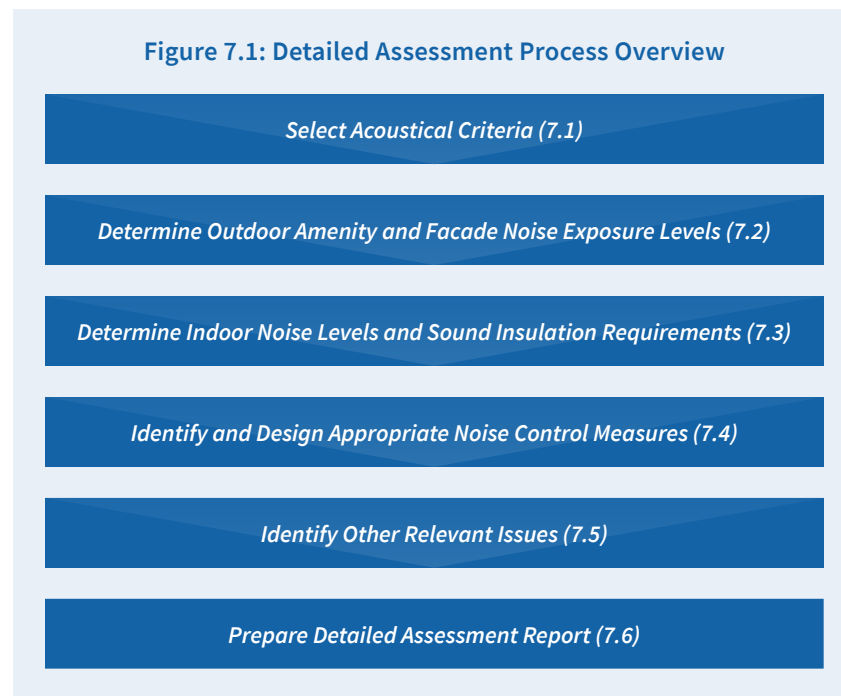 Figure 7.1: Detailed Assessment Process Overview
Select Acoustical Criteria (7.1)
Determine Outdoor Amenity and Facade Noise Exposure Levels (7.2)
Determine Indoor Noise Levels and Sound Insulation Requirements (7.3)
Identify and Design Appropriate Noise Control Measures (7.4)
Identify Other Relevant Issues (7.5)
Prepare Detailed Assessment Report (7.6)